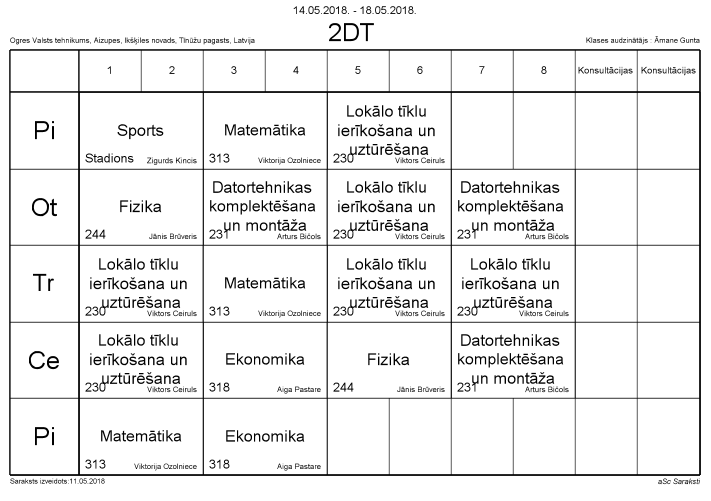 14.05.2018. - 18.05.2018.
2DT
Ogres Valsts tehnikums, Aizupes, Ikšķiles novads, Tīnūžu pagasts, Latvija
Klases audzinātājs : Āmane Gunta
1 2 3 4 5 6 7 8 Konsultācijas Konsultācijas
Pi
Sports
Stadions Zigurds Kincis
Matemātika
313 Viktorija Ozolniece
Lokālo tīklu
ierīkošana un
uztūrēšana
230 Viktors Ceiruls
Ot
Fizika
244 Jānis Brūveris
Datortehnikas
komplektēšana
un montāža
231 Arturs Bičols
Lokālo tīklu
ierīkošana un
uztūrēšana
230 Viktors Ceiruls
Datortehnikas
komplektēšana
un montāža
231 Arturs Bičols
Tr
Lokālo tīklu
ierīkošana un
uztūrēšana
230 Viktors Ceiruls
Matemātika
313 Viktorija Ozolniece
Lokālo tīklu
ierīkošana un
uztūrēšana
230 Viktors Ceiruls
Lokālo tīklu
ierīkošana un
uztūrēšana
230 Viktors Ceiruls
Ce
Lokālo tīklu
ierīkošana un
uztūrēšana
230 Viktors Ceiruls
Ekonomika
318 Aiga Pastare
Fizika
244 Jānis Brūveris
Datortehnikas
komplektēšana
un montāža
231 Arturs Bičols
Pi
Matemātika
313 Viktorija Ozolniece
Ekonomika
318 Aiga Pastare
Saraksts izveidots:11.05.2018
aSc Saraksti